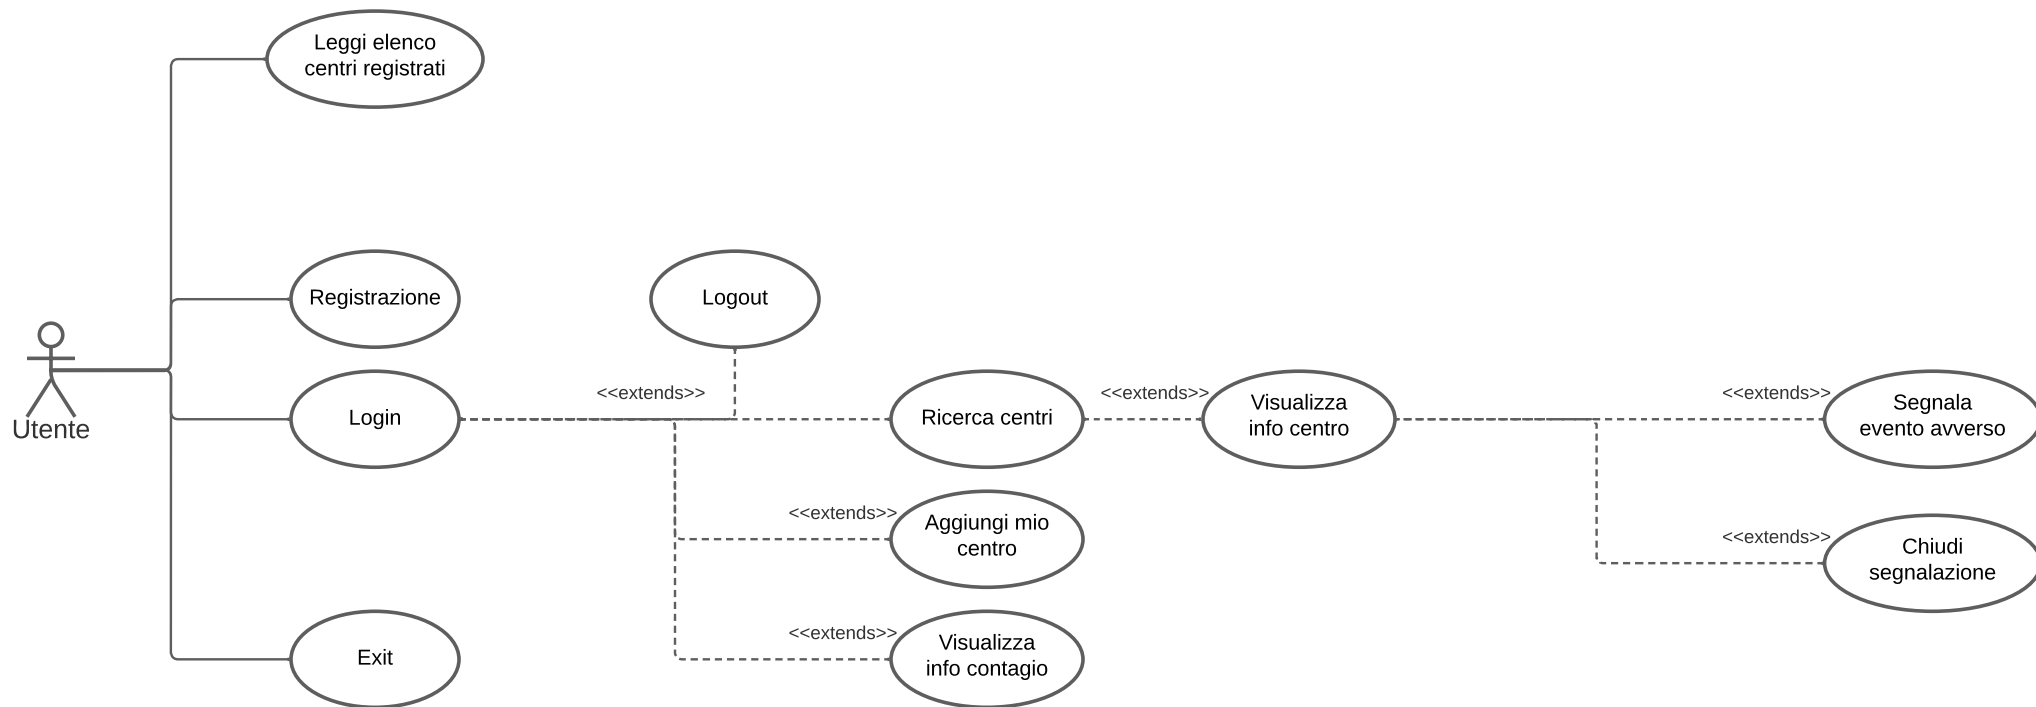 Leggi elenco
centri registrati
Registrazione
Logout
Utente
Login
<<extends>>
Ricerca centri
<<extends>>
Visualizza
info centro
<<extends>>
Segnala
evento avverso
<<extends>>
Aggiungi mio
centro
<<extends>>
Chiudi
segnalazione
Exit
<<extends>>
Visualizza
info contagio